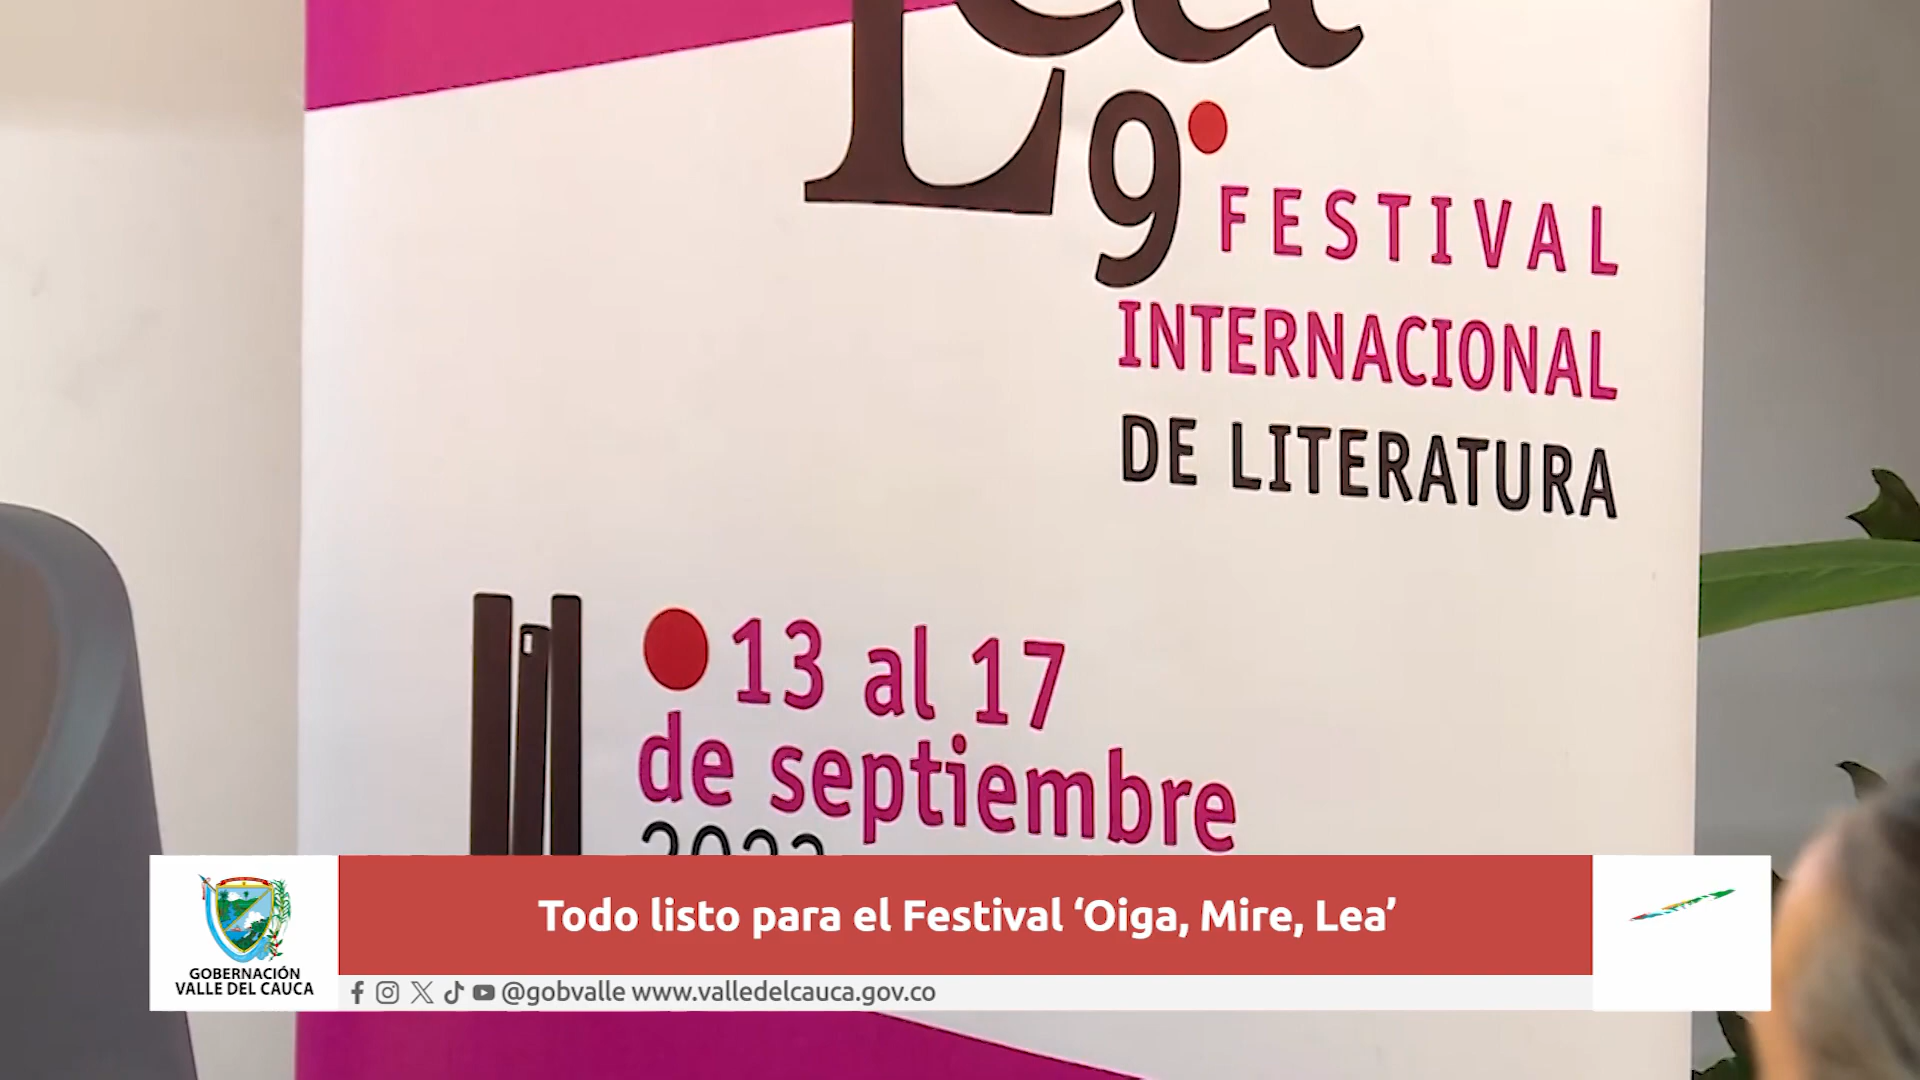 Lea
9
FESTIVAL
INTERNACIONAL
DE LITERATURA
13 al 17
de septiembre
Todo listo para el Festival ‘Oiga, Mire, Lea’
GOBERNACIÓN
VALLE DEL CAUCA
@gobvalle www.valledelcauca.gov.co